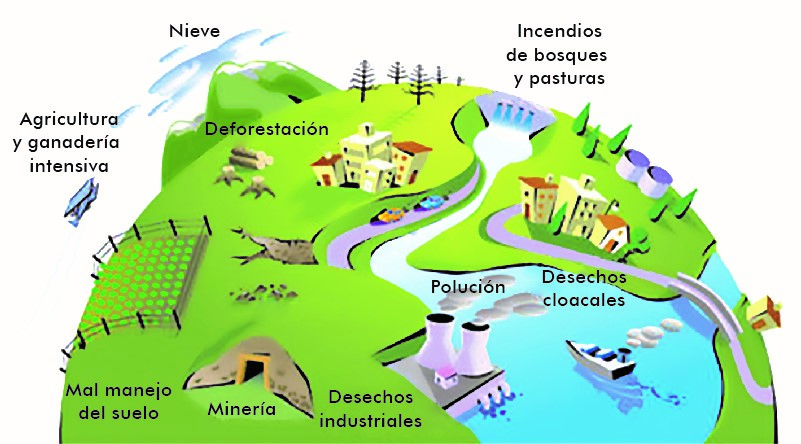 Nieve
Incendios
de bosques
y pasturas
Agricultura
y ganadería
intensiva
Deforestación
Polución
Desechos
cloacales
Mal manejo
del suelo
Minería
Desechos
industriales